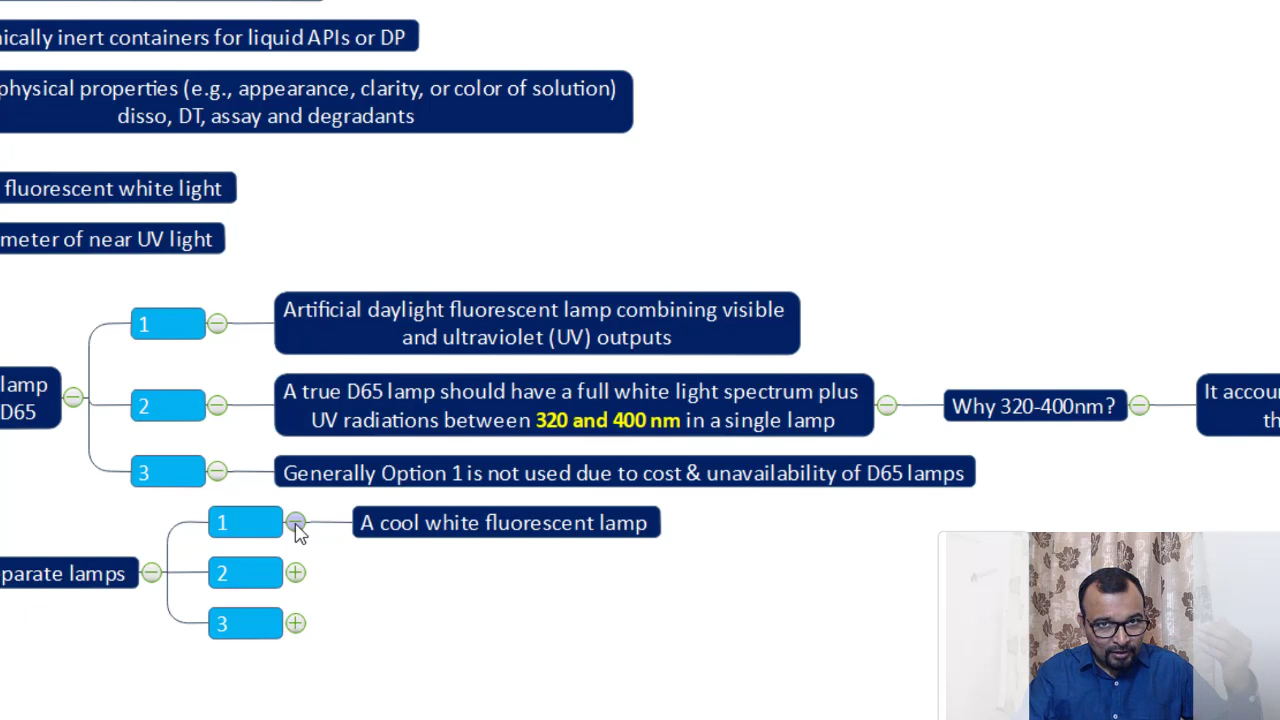 ically inert containers for liquid APIs or DP
physical properties (e.g., appearance, clarity, or color of solution)
disso, DT, assay and degradants
fluorescent white light
meter of near UV light
lamp
D65
1
Artificial daylight fluorescent lamp combining visible
and ultraviolet (UV) outputs
2
A true D65 lamp should have a full white light spectrum plus
UV radiations between 320 and 400 nm in a single lamp
Why 320-400nm?
It accou
th
3
Generally Option 1 is not used due to cost & unavailability of D65 lamps
parate lamps
1
A cool white fluorescent lamp
2
3